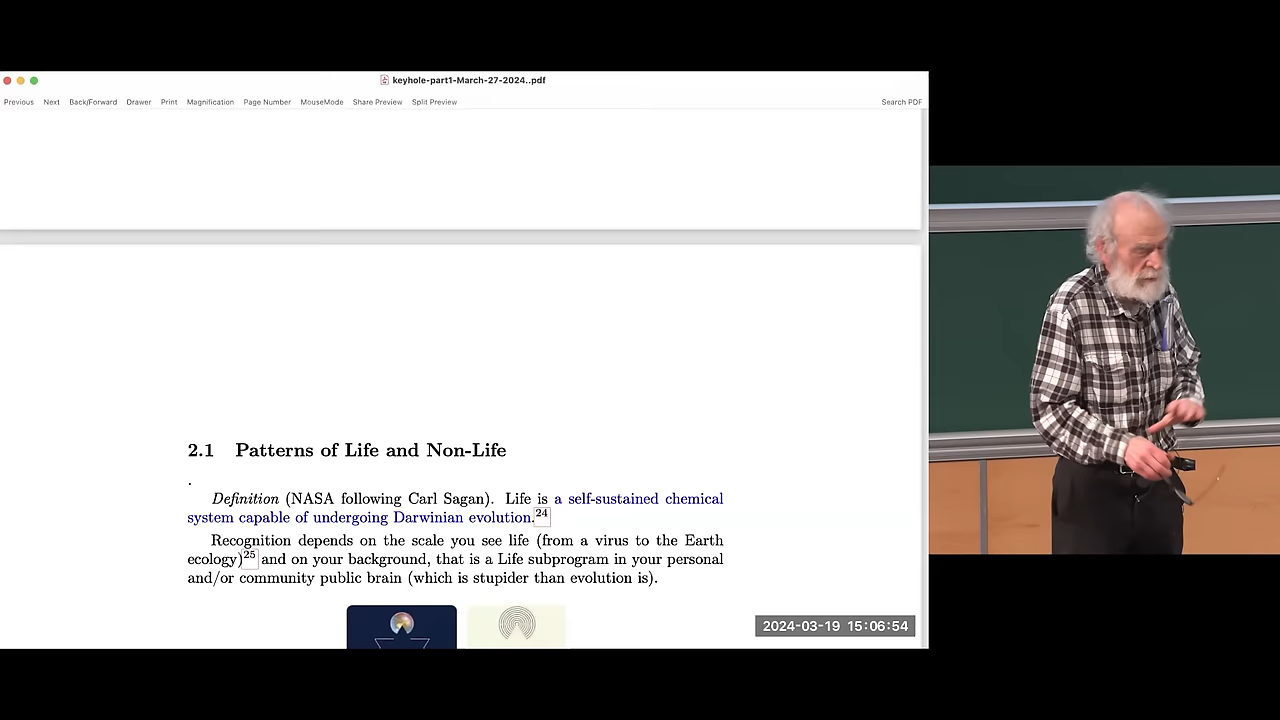 keyhole-part1-March-27-2024..pdf
Previous Next Back/Forward Drawer Print Magnification Page Number MouseMode Share Preview Split Preview Search PDF
2.1 Patterns of Life and Non-Life
.
Definition (NASA following Carl Sagan). Life is a self-sustained chemical
system capable of undergoing Darwinian evolution.24
Recognition depends on the scale you see life (from a virus to the Earth
ecology)25 and on your background, that is a Life subprogram in your personal
and/or community public brain (which is stupider than evolution is).
2024-03-19 15:06:54